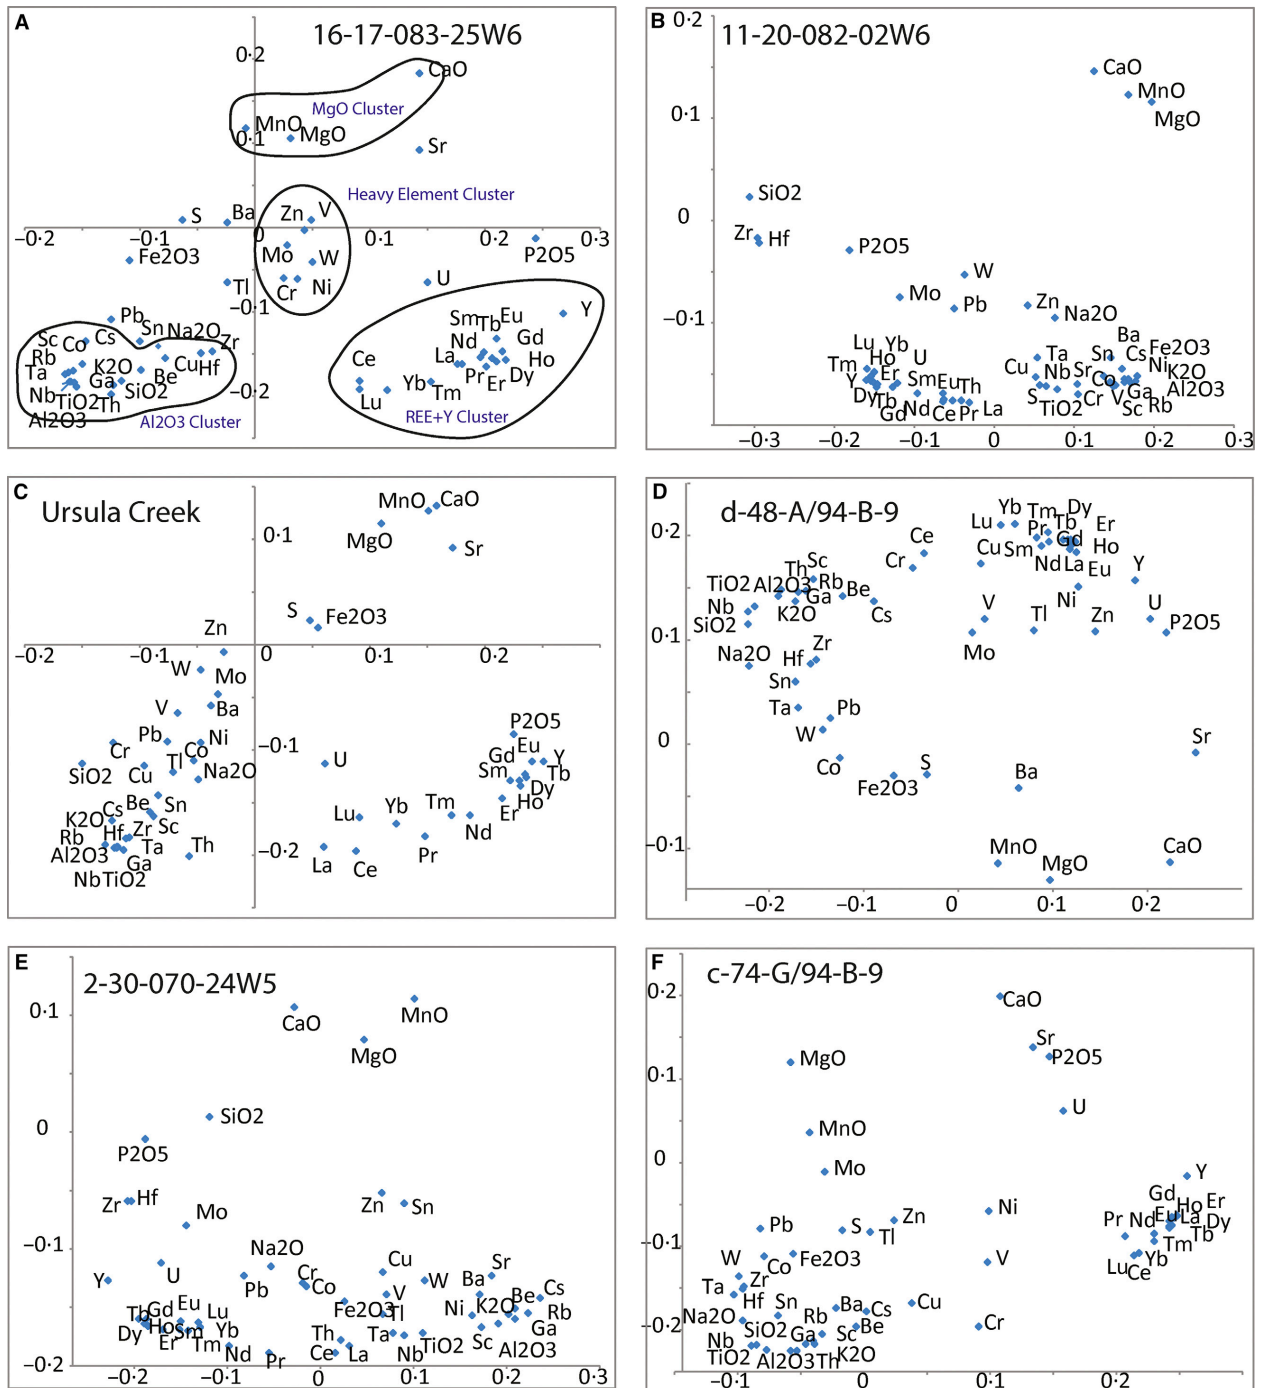 A
16-17-083-25W6
0·2
CaO
MgO Cluster
MnO
0·1
MgO
Sr
Heavy Element Cluster
S
Ba
Zn
V
−0·2
−0·1
0
0·1
0·2
0·3
Fe2O3
Mo
W
P2O5
Tl
Cr
Ni
U
−0·1
Pb
Sn
Na2O
Y
Sc
Co
Cs
Zr
Sm
Tb
Eu
Rb
K2O
Cu
Hf
Nd
Gd
Ta
Ga
Be
Ce
La
Ho
Nb
TiO2
SiO2
Th
−0·2
Yb
Pr
Er
Dy
Al2O3
Lu
Tm
Al2O3 Cluster
REE+Y Cluster
B
0·2
11-20-082-02W6
CaO
MnO
0·1
MgO
SiO2
0
Zr
Hf
P2O5
W
Mo
Pb
Zn
Na2O
−0·1
Ba
Lu
Yb
Ta
Sn
Cs
Fe2O3
Tm
Ho
U
Cu
Nb
Sr
Ni
K2O
Y
Er
Sm
Eu
Th
Co
Ga
Al2O3
Dy
Tb
S
Cr
V
Gd
Nd
Ce
Pr
La
TiO2
Sc
Rb
−0·3
−0·2
−0·1
0
0·1
0·2
0·3
C
Ursula Creek
MnO
CaO
0·1
MgO
Sr
S
Fe2O3
Zn
−0·2
−0·1
0
0·1
0·2
W
Mo
V
Ba
P2O5
Pb
Ni
−0·1
Cr
Co
U
Gd
Eu
Y
SiO2
Cu
Tl
Na2O
Sm
Tb
Dy
Cs
Be
Sn
Lu
Yb
Tm
Ho
K2O
Er
Rb
Hf
Zr
Sc
Nd
Al2O3
Ta
Th
−0·2
Pr
Ga
La
Ce
Nb
TiO2
D
d-48-A/94-B-9
0·2
Lu
Yb
Tm
Dy
Pr
Tb
Er
Ce
Gd
Cr
Cu
Sm
Ho
Th
Sc
Nd
La
Eu
Y
TiO2
Al2O3
Rb
Be
Nb
K2O
Ga
Cs
V
Tl
Ni
Zn
U
SiO2
0·1
P2O5
Na2O
Hf
Zr
Mo
Sn
Ta
Pb
W
0
Sr
Co
Fe2O3
S
Ba
−0·1
MnO
MgO
CaO
−0·2
−0·1
0
0·1
0·2
E
2-30-070-24W5
0·1
CaO
MnO
MgO
SiO2
0
P2O5
Zr
Hf
Mo
Zn
Sn
−0·1
Na2O
Cu
Sr
Y
U
Pb
Cr
Co
W
Ba
Cs
Tb
Gd
Eu
Lu
Fe2O3
V
Tl
Ni
K2O
Be
Rb
Dy
Ho
Sm
Yb
Th
Ta
Ga
Er
Tm
Nd
Pr
Ce
La
Nb
TiO2
Sc
Al2O3
−0·2
−0·2
−0·1
0
0·1
0·2
0·3
F
c-74-G/94-B-9
0·2
CaO
Sr
P2O5
MgO
0·1
U
MnO
0
Mo
Y
Gd
Ho
Er
Pb
S
Zn
Ni
Pr
Nd
Eu
La
Dy
−0·1
Tl
Tb
W
Co
Fe2O3
V
Tm
Ta
Zr
Lu
Ce
Yb
Hf
Sn
Ba
Cs
Cu
Na2O
Rb
−0·2
Nb
SiO2
Ga
Sc
Be
Cr
TiO2
Al2O3
Th
K2O
−0·1
0
0·1
0·2